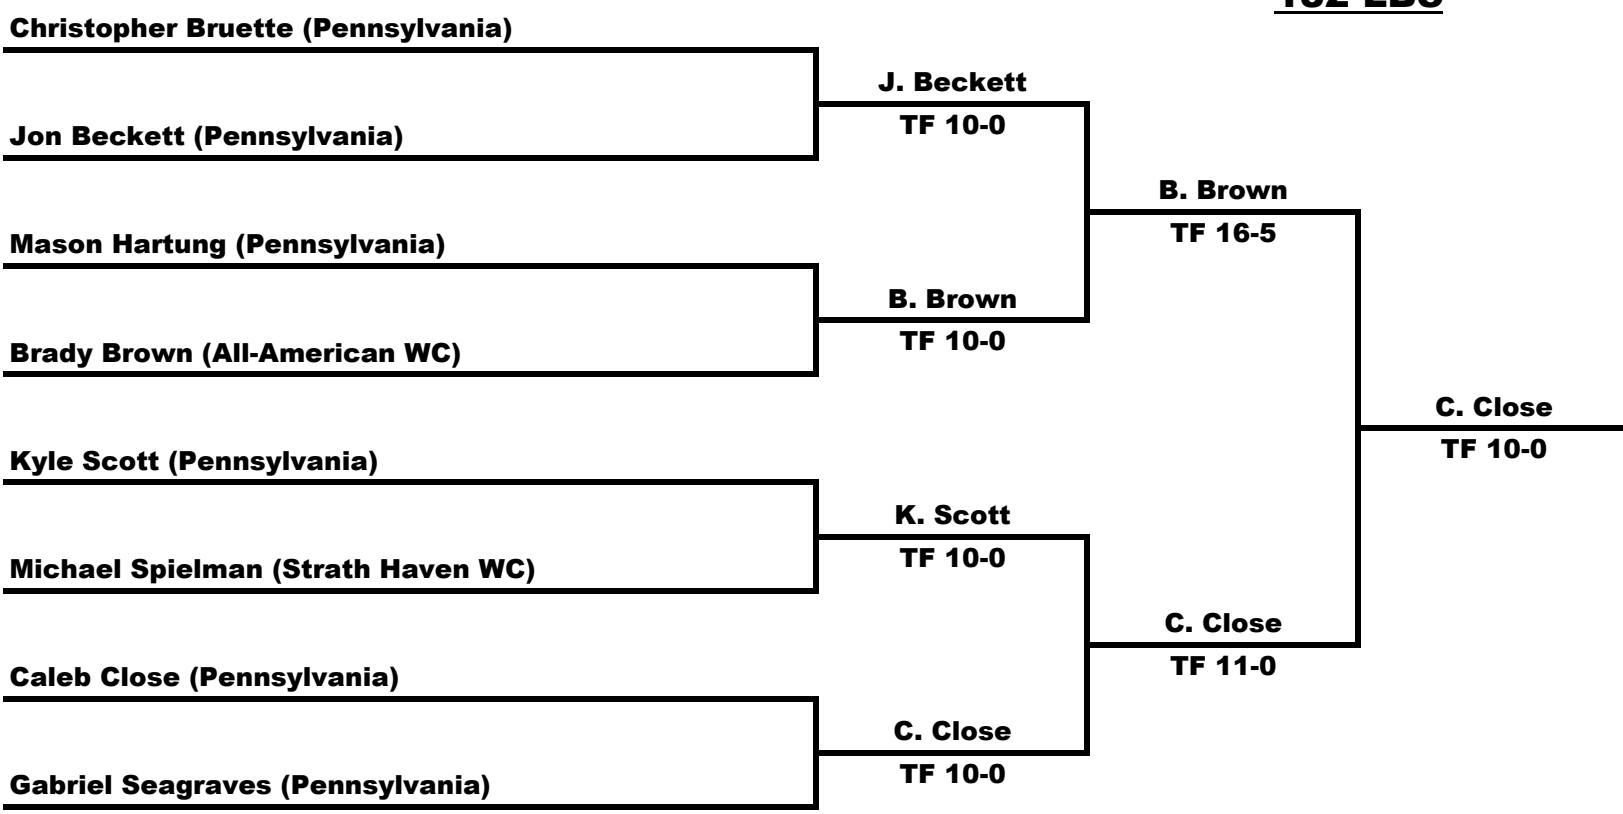 Christopher Bruette (Pennsylvania)
J. Beckett
TF 10-0
Jon Beckett (Pennsylvania)
B. Brown
TF 16-5
Mason Hartung (Pennsylvania)
B. Brown
TF 10-0
Brady Brown (All-American WC)
C. Close
TF 10-0
Kyle Scott (Pennsylvania)
K. Scott
TF 10-0
Michael Spielman (Strath Haven WC)
C. Close
TF 11-0
Caleb Close (Pennsylvania)
C. Close
TF 10-0
Gabriel Seagraves (Pennsylvania)